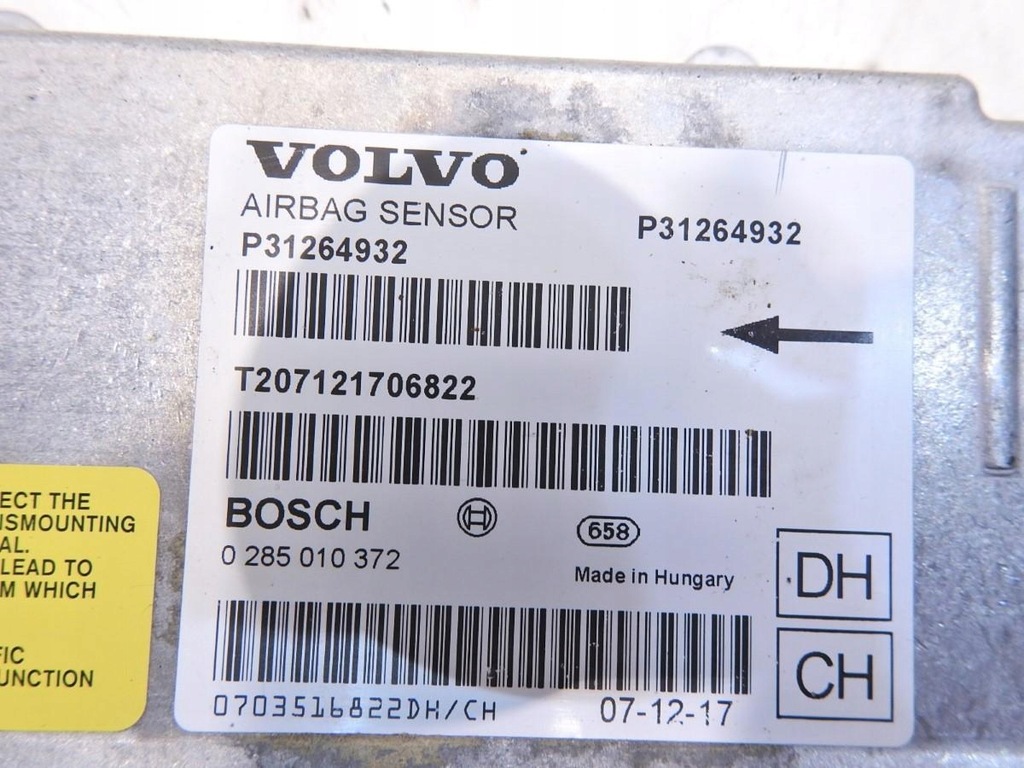 VOLVO
AIRBAG SENSOR
P31264932
P31264932
T207121706822
BOSCH
658
0 285 010 372
Made in Hungary
DH
CH
0703516822DH/CH
07-12-17
ECT THE
ISMOUNTING
AL.
LEAD TO
M WHICH
FIC
UNCTION